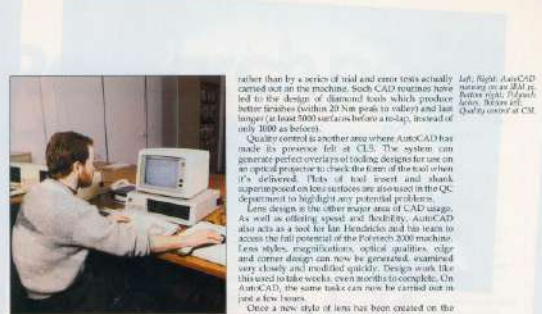 rather than by a series of trial and error tests actually
carried out on the machine. Such CAD routines have
led to the design of diamond tools which produce
better finishes (within 20 Nm peak to valley) and last
longer (at least 5000 surfaces before a re-lap, instead of
only 1000 as before).
Quality control is another area where AutoCAD has
made its presence felt at CLS. The system can
generate perfect overlays of tooling designs for use on
an optical projector to check the form of the tool when
it's delivered. Plots of tool insert and shank
superimposed on lens surfaces are also used in the QC
department to highlight any potential problems.
Lens design is the other major area of CAD usage.
As well as offering speed and flexibility, AutoCAD
also acts as a tool for Ian Hendricks and his team to
access the full potential of the Polytech 2000 machine.
Lens styles, magnifications, optical qualities, edge
and corner design can now be generated, examined
very closely and modified quickly. Design work like
this used to take weeks, even months to complete. On
AutoCAD, the same tasks can now be carried out in
just a few hours.
Once a new style of lens has been created on the
Left; Right: AutoCAD
running on an IBM pc.
Bottom right; Polytech
lathes. Bottom left;
Quality control at